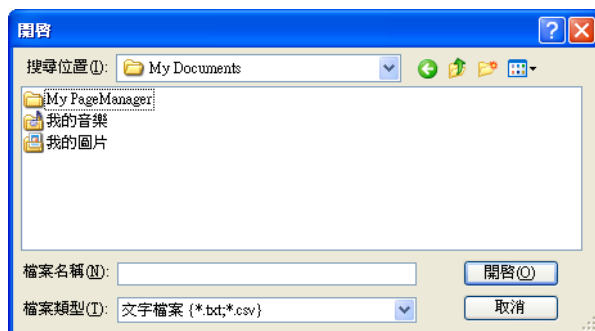 開啓
搜尋位置(I): My Documents
My PageManager
我的音樂
我的圖片
檔案名稱(N): 開啓(O)
檔案類型(T): 文字檔案 {*.txt;*.csv} 取消